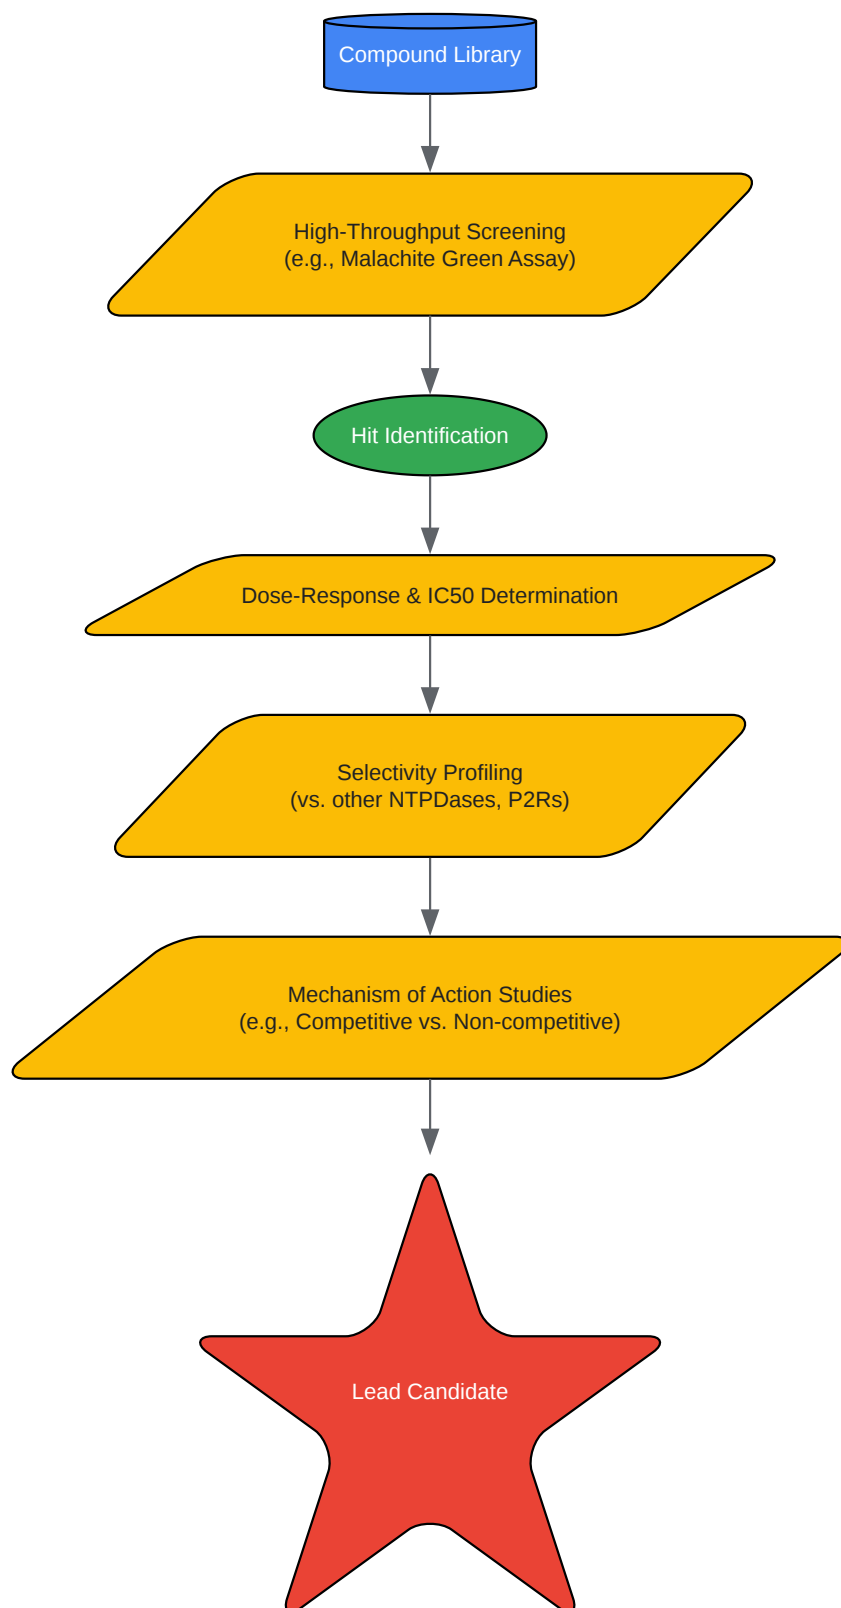 Compound Library
High-Throughput Screening
(e.g., Malachite Green Assay)
Hit Identification
Dose-Response & IC50 Determination
Selectivity Profiling
(vs. other NTPDases, P2Rs)
Mechanism of Action Studies
(e.g., Competitive vs. Non-competitive)
Lead Candidate